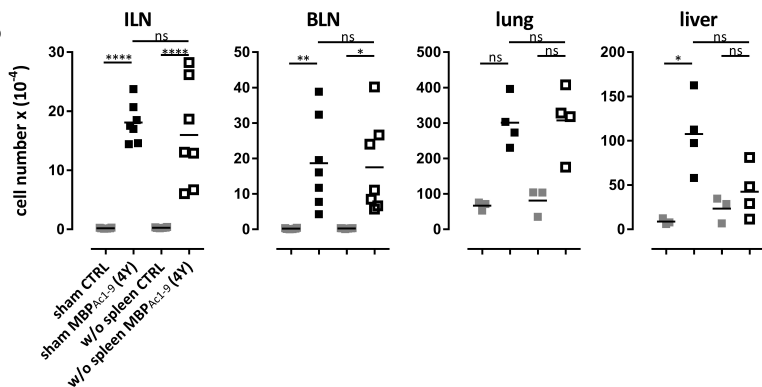 ILN
BLN
lung
liver
ns
ns
ns
ns
**** ****
** *
ns ns
* ns
cell number x (10⁻⁴)
30
20
10
0
50
40
30
20
10
0
500
400
300
200
100
0
200
150
100
50
0
sham CTRL
sham MBPAc1-9 (4Y)
w/o spleen CTRL
w/o spleen MBPAc1-9 (4Y)